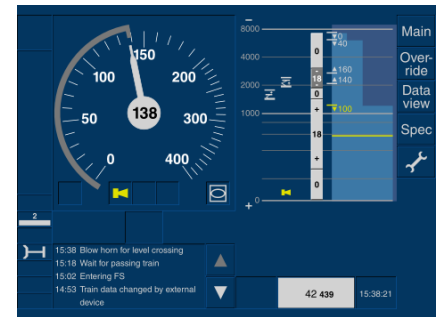 50
100
150
200
300
400
0
138
8000
4000
2000
1000
0
0
-
18
-
0
+
18
+
0
0
40
160
140
100
Main
Over-
ride
Data
view
Spec
2
15:38 Blow horn for level crossing
15:18 Wait for passing train
15:02 Entering FS
14:53 Train data changed by external
device
42 439
15:38:21